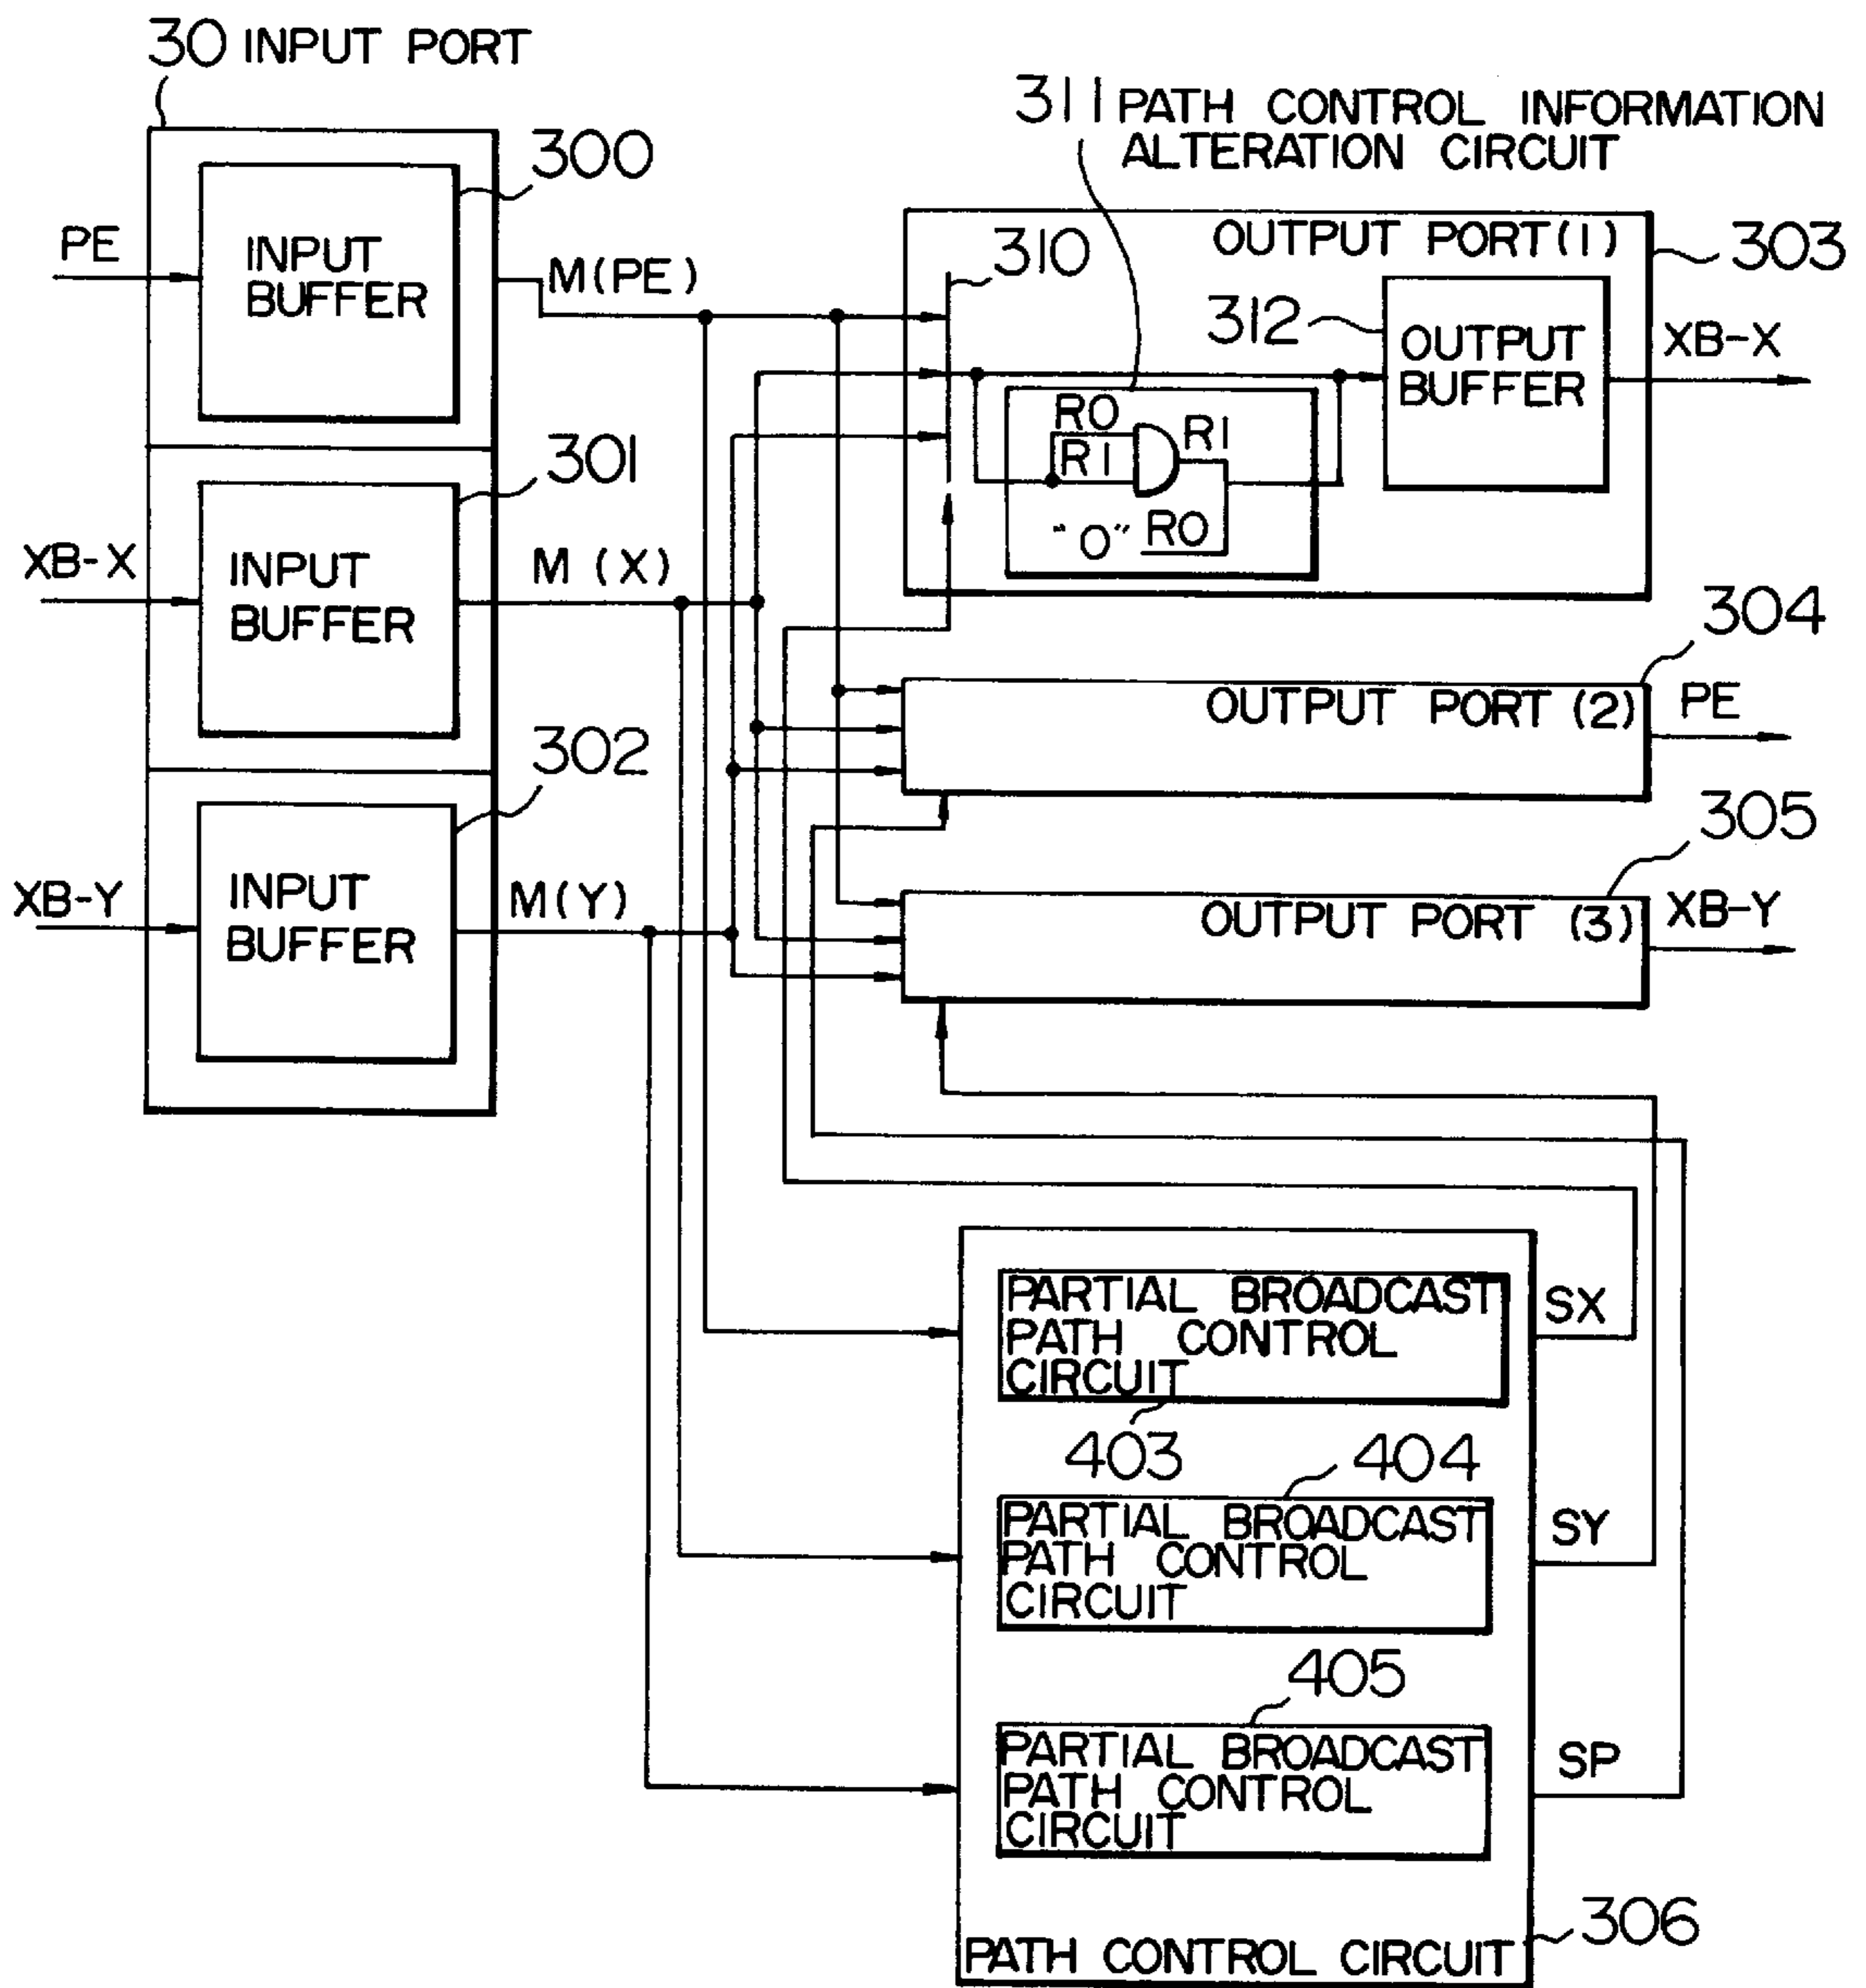 30 INPUT PORT
311 PATH CONTROL INFORMATION
ALTERATION CIRCUIT
300
PE
INPUT
BUFFER
M(PE)
310
OUTPUT PORT(1)
303
312
OUTPUT
BUFFER
XB-X
R0
R1
R1
"0" R0
301
XB-X
INPUT
BUFFER
M (X)
304
OUTPUT PORT (2)
PE
302
305
XB-Y
INPUT
BUFFER
M(Y)
OUTPUT PORT (3)
XB-Y
PARTIAL BROADCAST
PATH CONTROL
CIRCUIT
SX
403
404
PARTIAL BROADCAST
PATH CONTROL
CIRCUIT
SY
405
PARTIAL BROADCAST
PATH CONTROL
CIRCUIT
SP
306
PATH CONTROL CIRCUIT